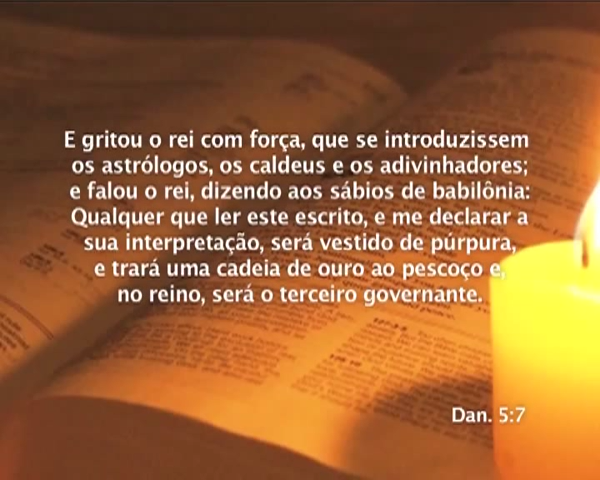 E gritou o rei com força, que se introduzissem
os astrólogos, os caldeus e os adivinhadores;
e falou o rei, dizendo aos sábios de babilônia:
Qualquer que ler este escrito, e me declarar a
sua interpretação, será vestido de púrpura,
e trará uma cadeia de ouro ao pescoço e,
no reino, será o terceiro governante.
Dan. 5:7